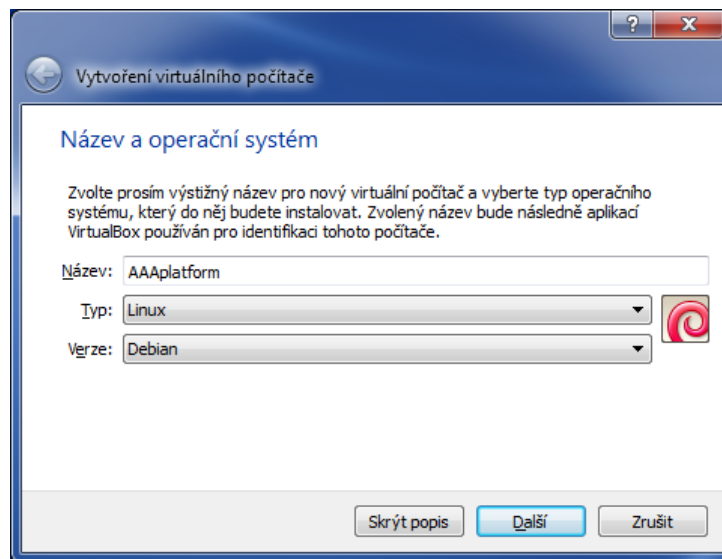 ?
X
Vytvoření virtuálního počítače
Název a operační systém
Zvolte prosím výstižný název pro nový virtuální počítač a vyberte typ operačního
systému, který do něj budete instalovat. Zvolený název bude následně aplikací
VirtualBox používán pro identifikaci tohoto počítače.
Název: AAAplatform
Typ: Linux
Verze: Debian
Skrýt popis Další Zrušit